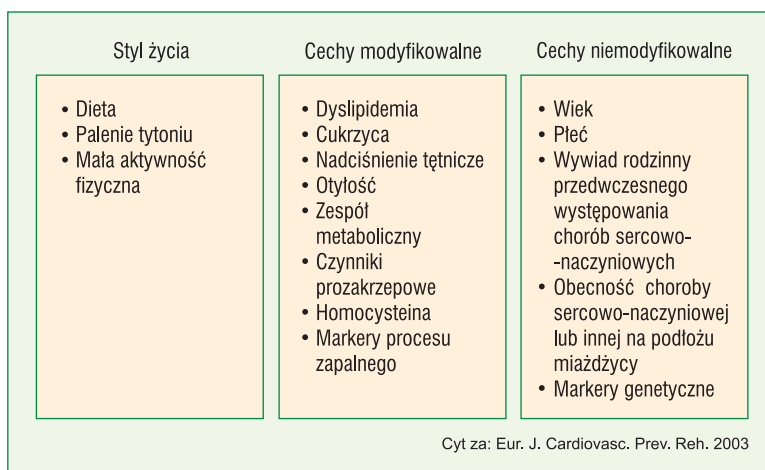 Styl życia
• Dieta
• Palenie tytoniu
• Mała aktywność
fizyczna
Cechy modyfikowalne
• Dyslipidemia
• Cukrzyca
• Nadciśnienie tętnicze
• Otyłość
• Zespół
metaboliczny
• Czynniki
prozakrzepowe
• Homocysteina
• Markery procesu
zapalnego
Cechy niemodyfikowalne
• Wiek
• Płeć
• Wywiad rodzinny
przedwczesnego
występowania
chorób sercowo-
-naczyniowych
• Obecność choroby
sercowo-naczyniowej
lub innej na podłożu
miażdżycy
• Markery genetyczne
Cyt za: Eur. J. Cardiovasc. Prev. Reh. 2003